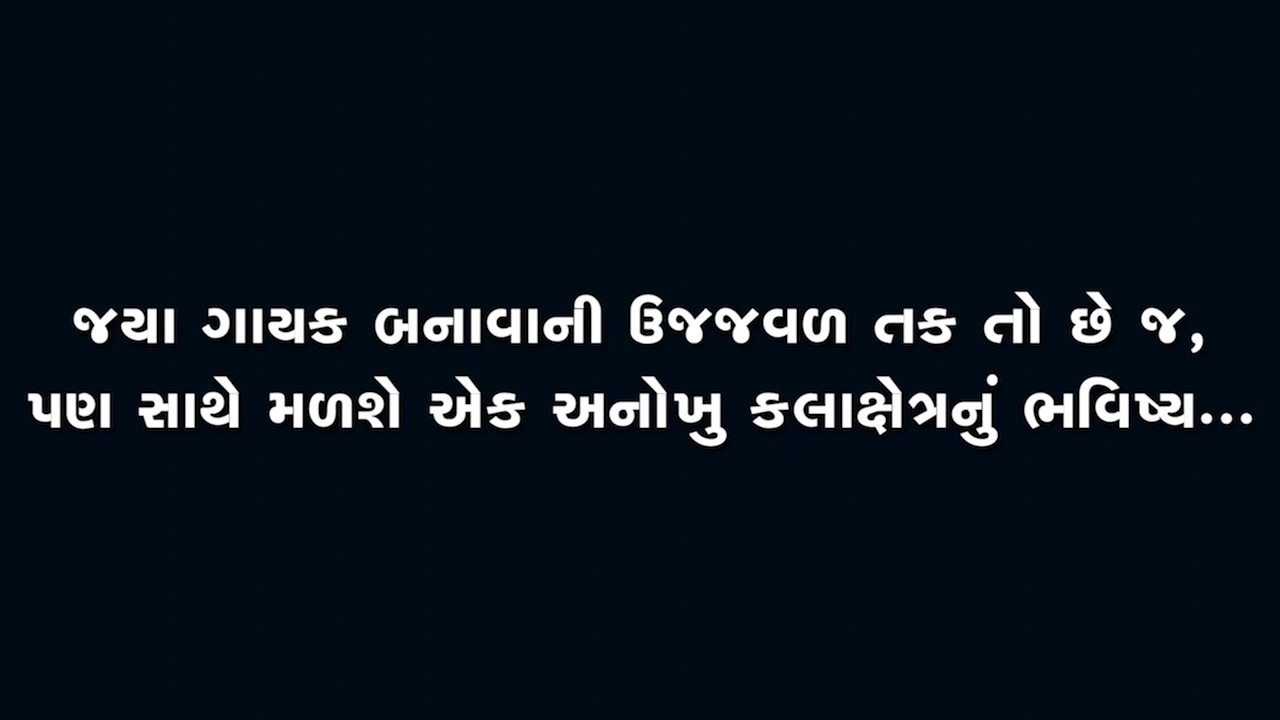 જયા ગાયક બનાવાની ઉજજવળ તક તો છે જ,
પણ સાથે મળશે એક અનોખુ કલાક્ષેત્રનું ભવિષ્ય...